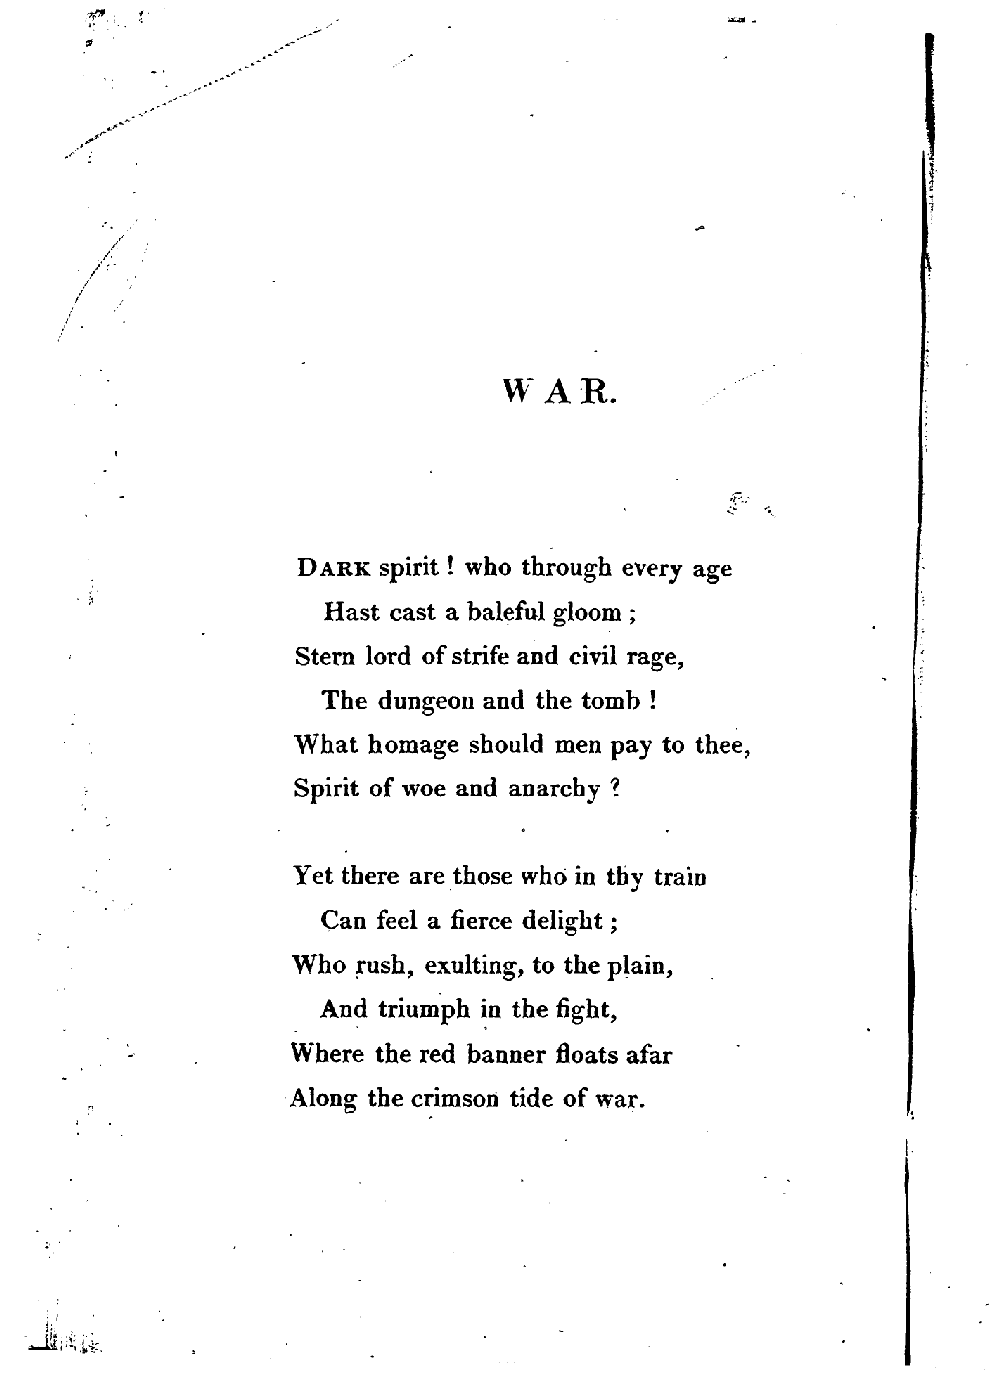 WAR.
DARK spirit ! who through every age
Hast cast a baleful gloom ;
Stern lord of strife and civil rage,
The dungeon and the tomb !
What homage should men pay to thee,
Spirit of woe and anarchy ?
Yet there are those who in thy train
Can feel a fierce delight ;
Who rush, exulting, to the plain,
And triumph in the fight,
Where the red banner floats afar
Along the crimson tide of war.